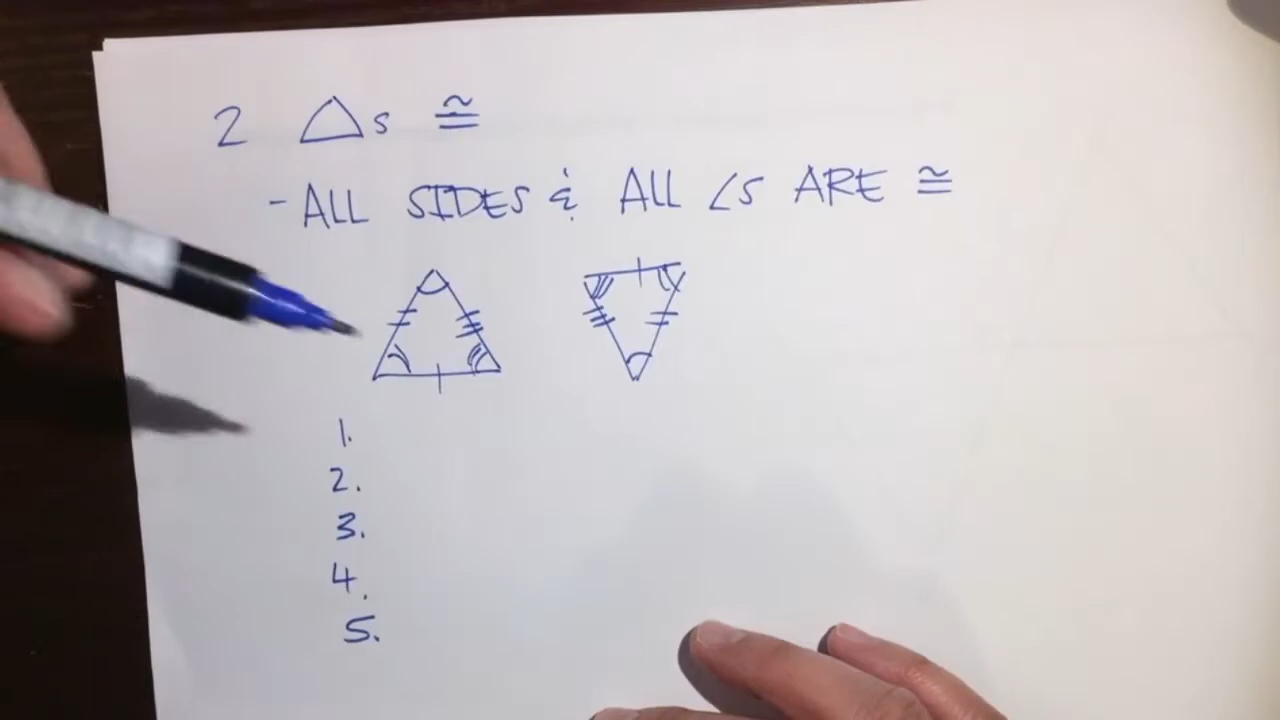 2 △s ≅
- ALL SIDES & ALL ∠S ARE ≅
1.
2.
3.
4.
5.